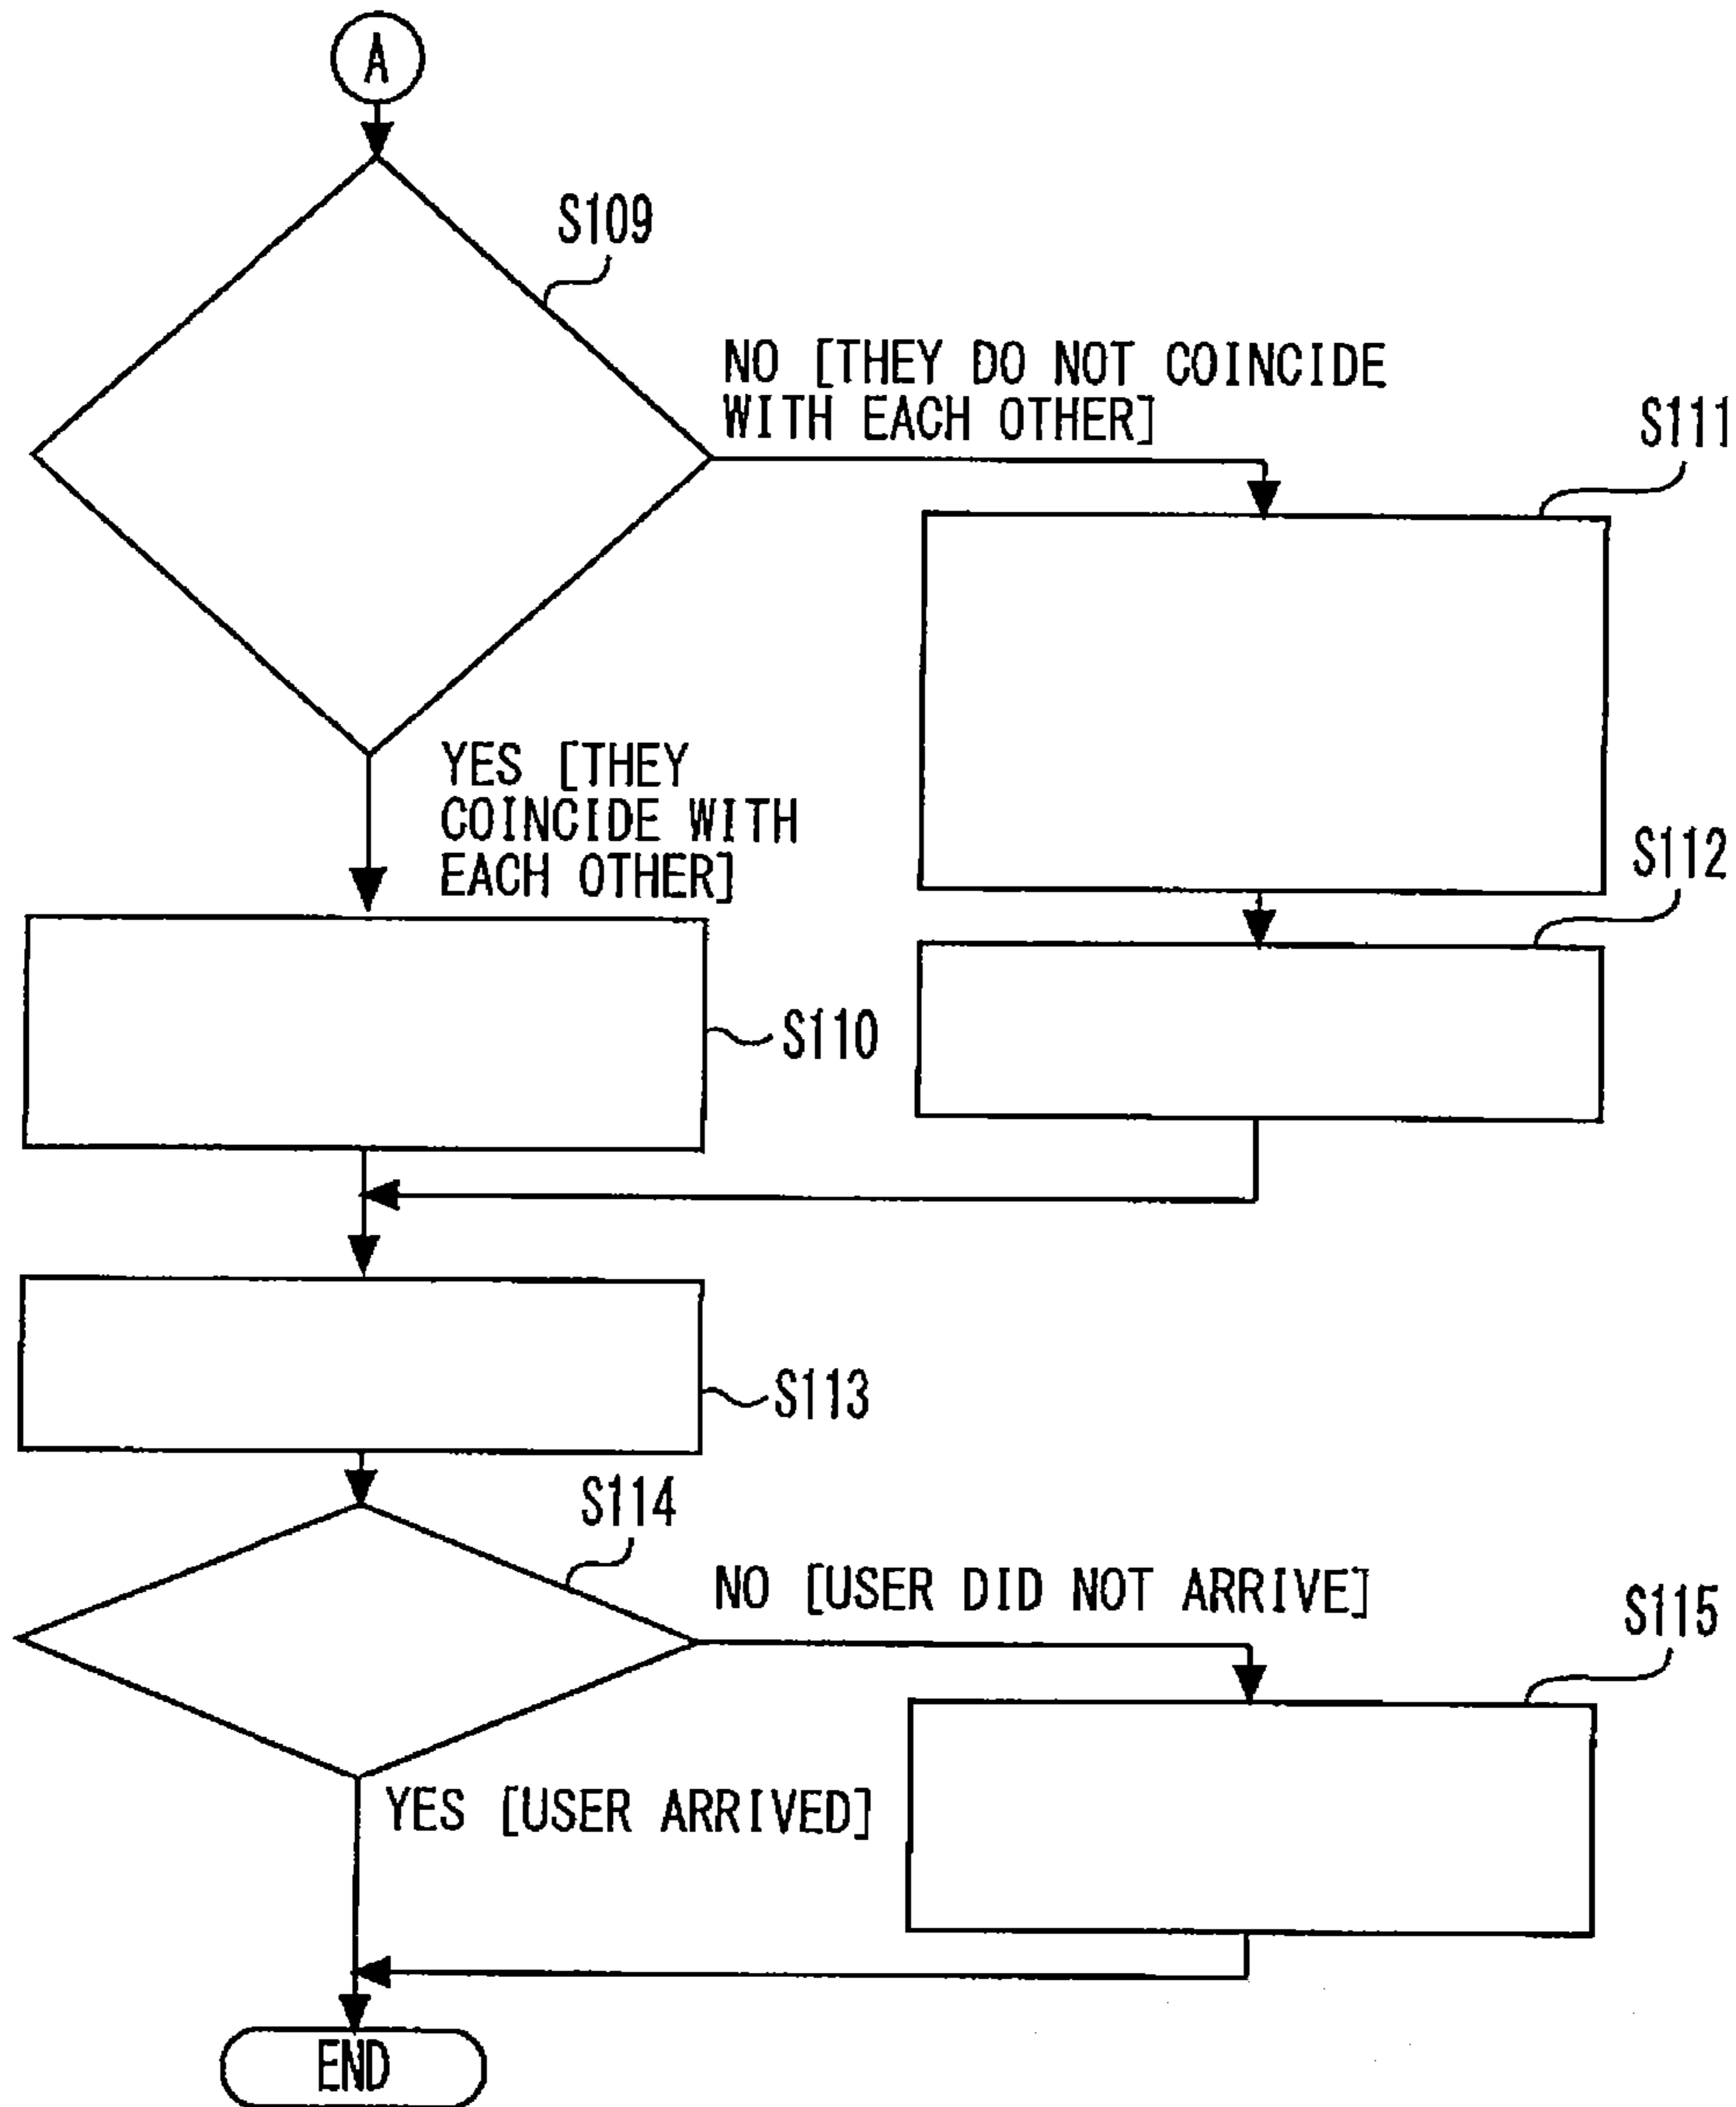 A
S109
NO [THEY DO NOT COINCIDE
WITH EACH OTHER]
S111
YES [THEY
COINCIDE WITH
EACH OTHER]
S112
S110
S113
S114
NO [USER DID NOT ARRIVE]
S115
YES [USER ARRIVED]
END